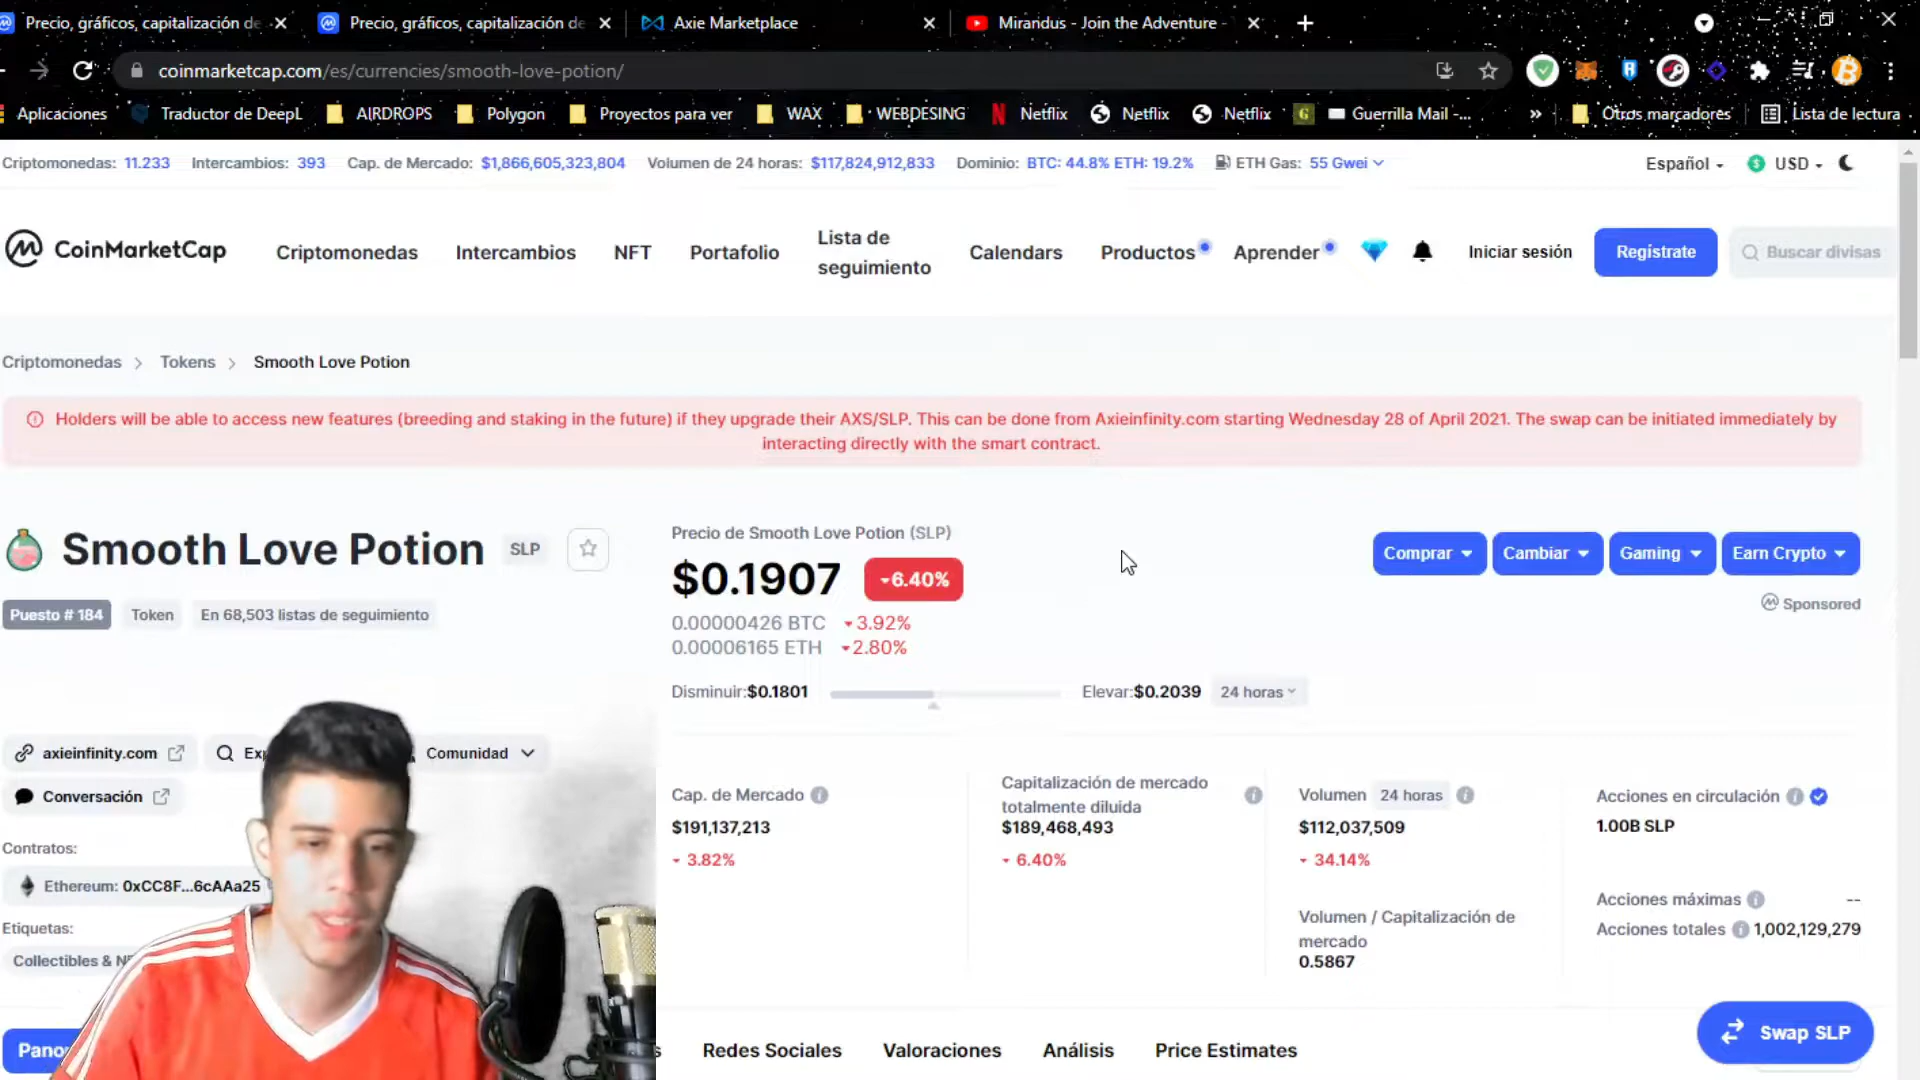 Precio, gráficos, capitalización de
Precio, gráficos, capitalización de
Axie Marketplace
Mirandus - Join the Adventure -
coinmarketcap.com/es/currencies/smooth-love-potion/
Aplicaciones
Traductor de DeepL
AIRDROPS
Polygon
Proyectos para ver
WAX
WEBDESING
Netflix
Netflix
Netflix
Guerrilla Mail -...
»
Otros marcadores
Lista de lectura
Criptomonedas: 11.233
Intercambios: 393
Cap. de Mercado: $1,866,605,323,804
Volumen de 24 horas: $117,824,912,833
Dominio: BTC: 44.8% ETH: 19.2%
ETH Gas: 55 Gwei
Español
USD
CoinMarketCap
Criptomonedas
Intercambios
NFT
Portafolio
Lista de
seguimiento
Calendars
Productos
Aprender
Iniciar sesión
Regístrate
Buscar divisas
Criptomonedas > Tokens > Smooth Love Potion
Holders will be able to access new features (breeding and staking in the future) if they upgrade their AXS/SLP. This can be done from Axieinfinity.com starting Wednesday 28 of April 2021. The swap can be initiated immediately by
interacting directly with the smart contract.
Smooth Love Potion SLP
Puesto # 184
Token
En 68,503 listas de seguimiento
Precio de Smooth Love Potion (SLP)
$0.1907
6.40%
0.00000426 BTC 3.92%
0.00006165 ETH 2.80%
Disminuir:$0.1801
Elevar:$0.2039
24 horas
Comprar
Cambiar
Gaming
Earn Crypto
Sponsored
axieinfinity.com
Comunidad
Conversación
Contratos:
Ethereum: 0xCC8F...6cAAa25
Etiquetas:
Collectibles &
Cap. de Mercado
$191,137,213
3.82%
Capitalización de mercado
totalmente diluida
$189,468,493
6.40%
Volumen 24 horas
$112,037,509
34.14%
Volumen / Capitalización de
mercado
0.5867
Acciones en circulación
1.00B SLP
Acciones máximas --
Acciones totales 1,002,129,279
Redes Sociales
Valoraciones
Análisis
Price Estimates
Swap SLP